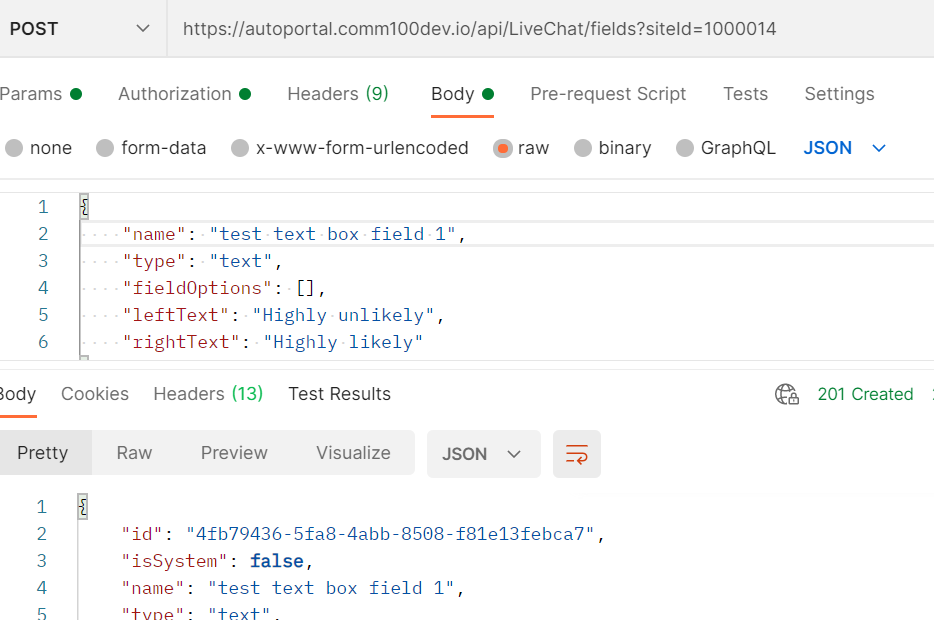 POST https://autoportal.comm100dev.io/api/LiveChat/fields?siteId=1000014
Params Authorization Headers (9) Body Pre-request Script Tests Settings
none form-data x-www-form-urlencoded raw binary GraphQL JSON
1 {
2 "name": "test text box field 1",
3 "type": "text",
4 "fieldOptions": [],
5 "leftText": "Highly unlikely",
6 "rightText": "Highly likely"
Body Cookies Headers (13) Test Results 201 Created
Pretty Raw Preview Visualize JSON
1 {
2 "id": "4fb79436-5fa8-4abb-8508-f81e13febca7",
3 "isSystem": false,
4 "name": "test text box field 1",
5 "type": "text",